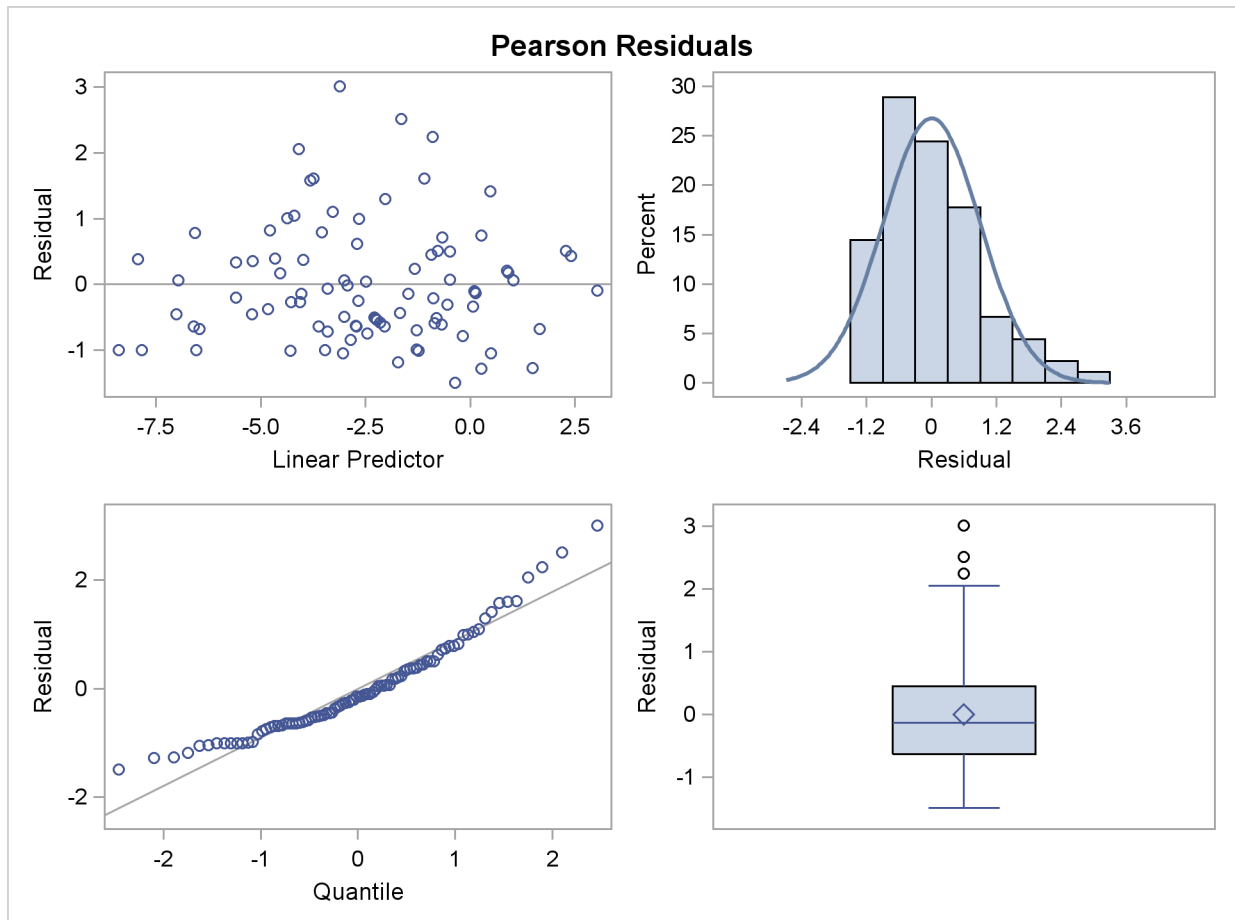 Pearson Residuals
3
2
1
0
-1
Residual
-7.5 -5.0 -2.5 0.0 2.5
Linear Predictor
30
25
20
15
10
5
0
Percent
-2.4 -1.2 0 1.2 2.4 3.6
Residual
2
0
-2
Residual
-2 -1 0 1 2
Quantile
3
2
1
0
-1
Residual